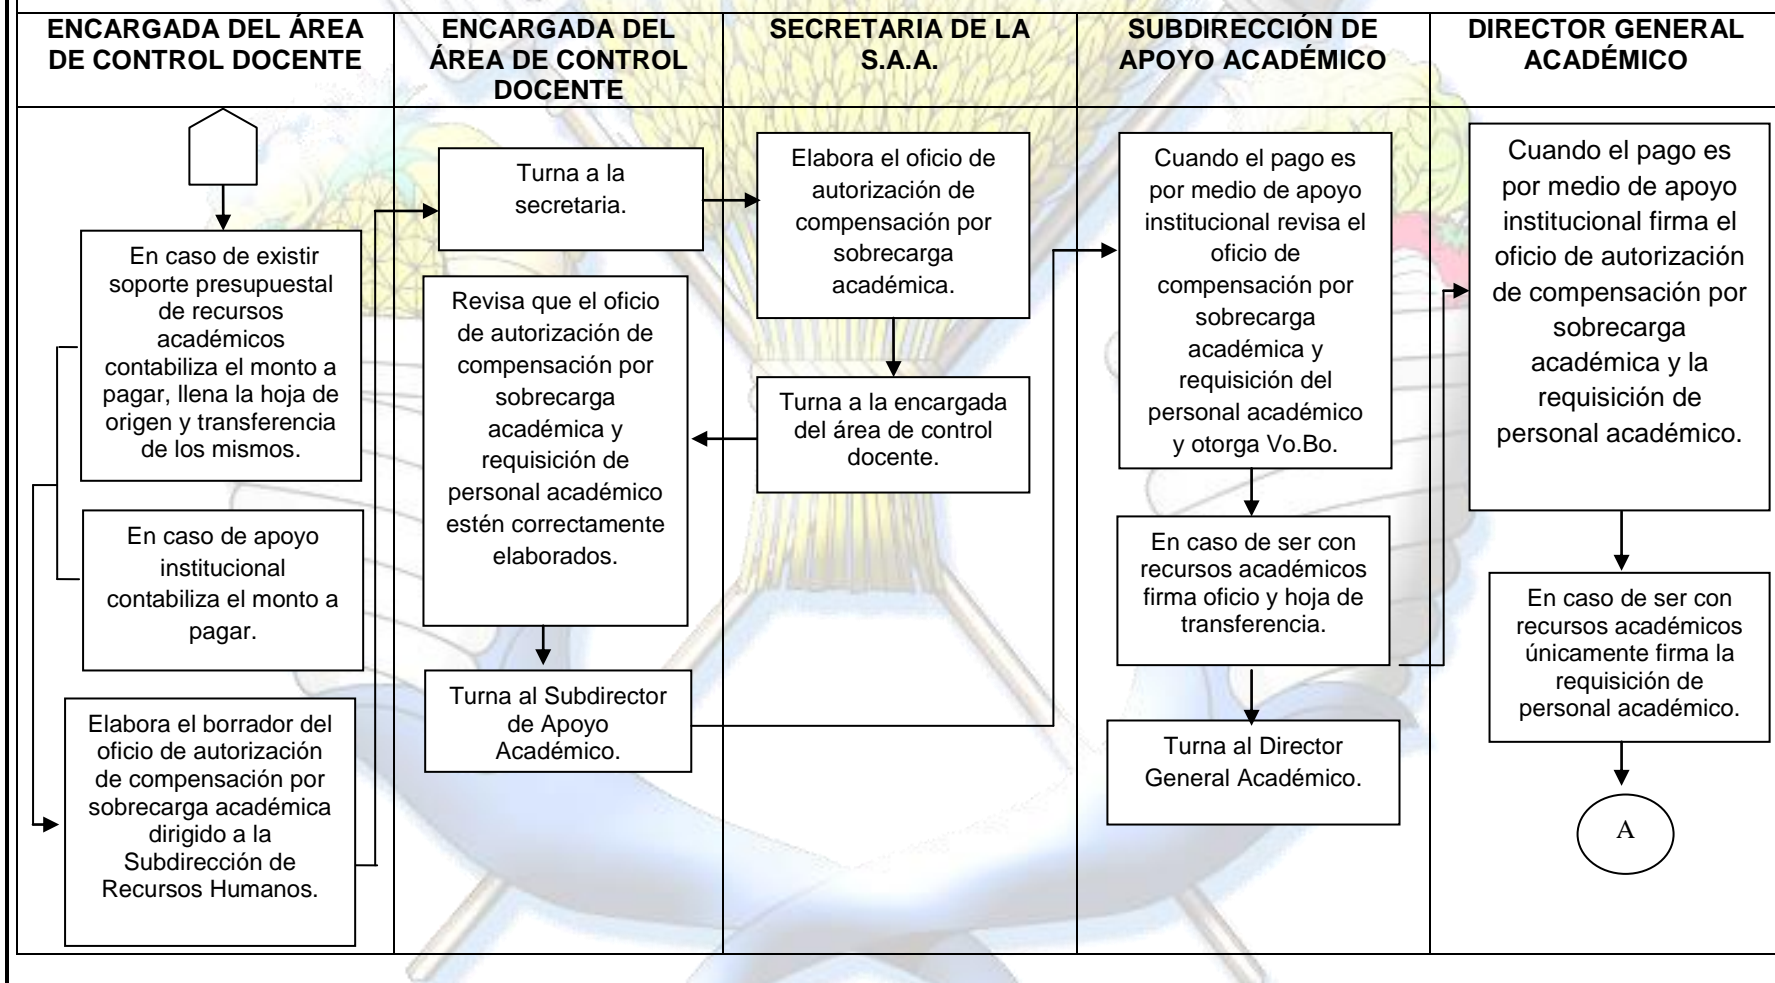 ENCARGADA DEL ÁREA
DE CONTROL DOCENTE
ENCARGADA DEL
ÁREA DE CONTROL
DOCENTE
SECRETARIA DE LA
S.A.A.
SUBDIRECCIÓN DE
APOYO ACADÉMICO
DIRECTOR GENERAL
ACADÉMICO
En caso de existir
soporte presupuestal
de recursos
académicos
contabiliza el monto a
pagar, llena la hoja de
origen y transferencia
de los mismos.
En caso de apoyo
institucional
contabiliza el monto a
pagar.
Elabora el borrador del
oficio de autorización
de compensación por
sobrecarga académica
dirigido a la
Subdirección de
Recursos Humanos.
Turna a la
secretaria.
Revisa que el oficio
de autorización de
compensación por
sobrecarga
académica y
requisición de
personal académico
estén correctamente
elaborados.
Turna al Subdirector
de Apoyo
Académico.
Elabora el oficio de
autorización de
compensación por
sobrecarga
académica.
Turna a la encargada
del área de control
docente.
Cuando el pago es
por medio de apoyo
institucional revisa el
oficio de
compensación por
sobrecarga
académica y
requisición del
personal académico
y otorga Vo.Bo.
En caso de ser con
recursos académicos
firma oficio y hoja de
transferencia.
Turna al Director
General Académico.
Cuando el pago es
por medio de apoyo
institucional firma el
oficio de autorización
de compensación por
sobrecarga
académica y la
requisición de
personal académico.
En caso de ser con
recursos académicos
únicamente firma la
requisición de
personal académico.
A